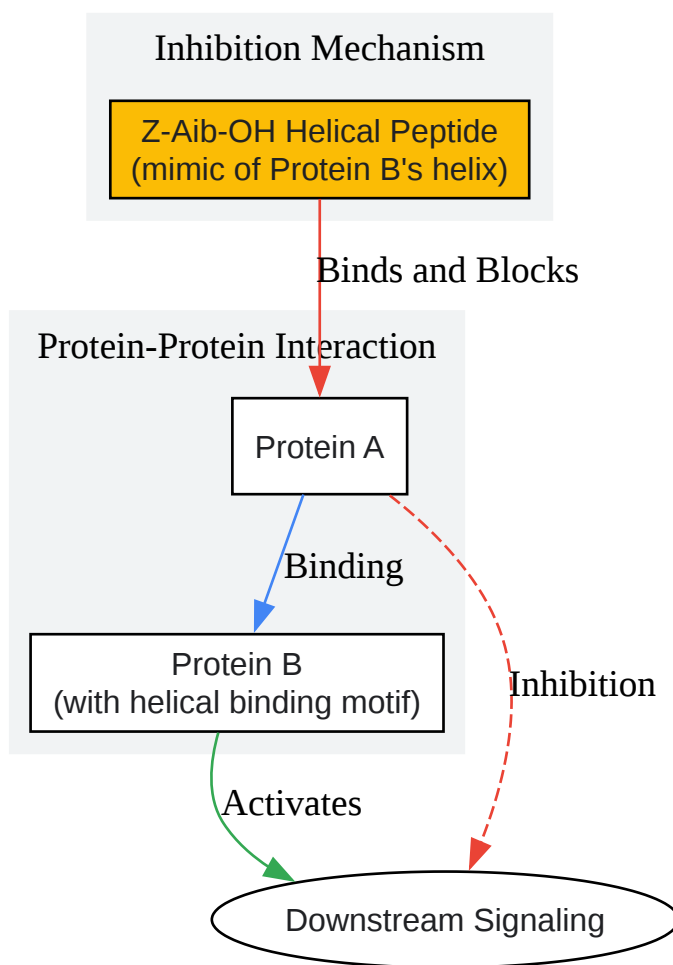 Inhibition Mechanism
Z-Aib-OH Helical Peptide
(mimic of Protein B's helix)
Binds and Blocks
Protein-Protein Interaction
Protein A
Binding
Protein B
(with helical binding motif)
Inhibition
Activates
Downstream Signaling